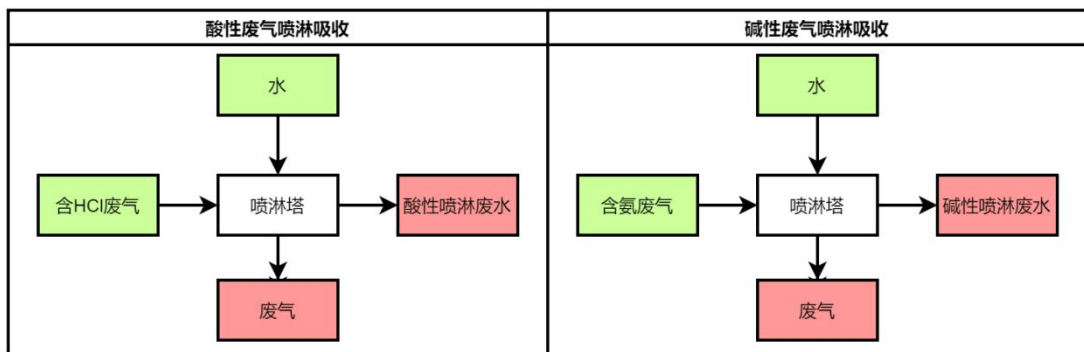 酸性废气喷淋吸收
水
含HCl废气
喷淋塔
酸性喷淋废水
废气
碱性废气喷淋吸收
水
含氨废气
喷淋塔
碱性喷淋废水
废气